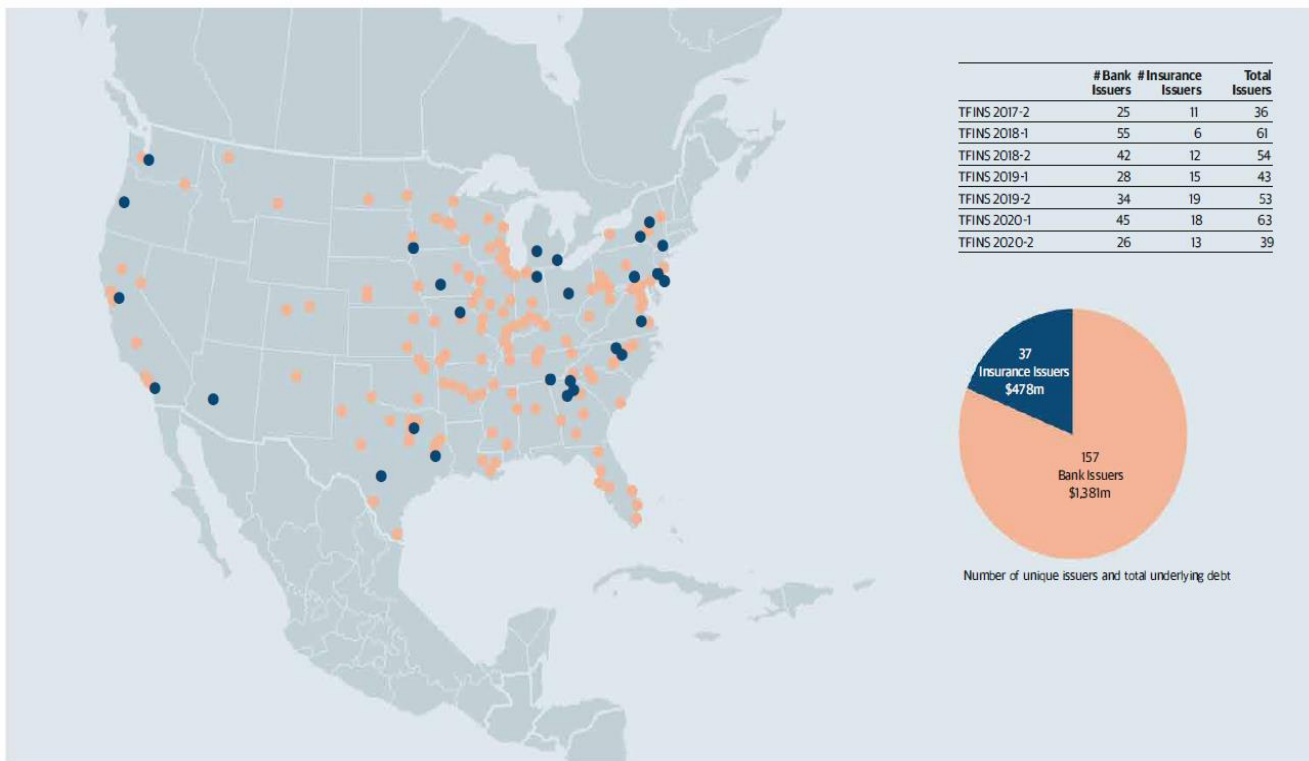 # Bank # Insurance Total
Issuers Issuers Issuers
TFINS 2017-2 25 11 36
TFINS 2018-1 55 6 61
TFINS 2018-2 42 12 54
TFINS 2019-1 28 15 43
TFINS 2019-2 34 19 53
TFINS 2020-1 45 18 63
TFINS 2020-2 26 13 39
37
Insurance Issuers
$478m
157
Bank Issuers
$1,381m
Number of unique issuers and total underlying debt